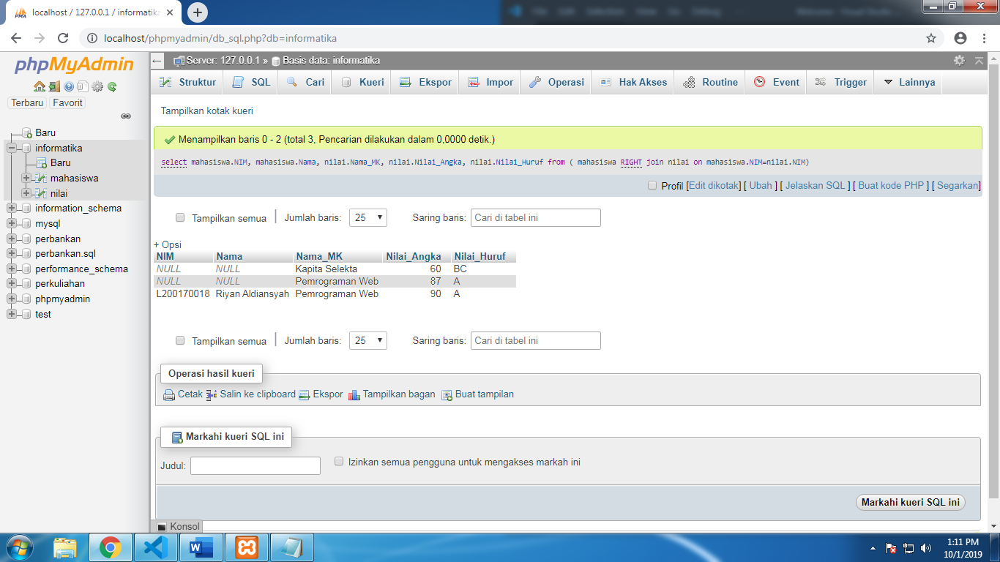 localhost / 127.0.0.1 / informatika
localhost/phpmyadmin/db_sql.php?db=informatika
phpMyAdmin
Terbaru Favorit
Baru
informatika
Baru
mahasiswa
nilai
information_schema
mysql
perbankan
perbankan.sql
performance_schema
perkuliahan
phpmyadmin
test
Server: 127.0.0.1 » Basis data: informatika
Struktur SQL Cari Kueri Ekspor Impor Operasi Hak Akses Routine Event Trigger Lainnya
Tampilkan kotak kueri
Menampilkan baris 0 - 2 (total 3, Pencarian dilakukan dalam 0,0000 detik.)
select mahasiswa.NIM, mahasiswa.Nama, nilai.Nama_MK, nilai.Nilai_Angka, nilai.Nilai_Huruf from ( mahasiswa RIGHT join nilai on mahasiswa.NIM=nilai.NIM)
Profil [Edit dikotak] [ Ubah ] [ Jelaskan SQL ] [ Buat kode PHP ] [ Segarkan]
Tampilkan semua | Jumlah baris: 25 Saring baris: Cari di tabel ini
+ Opsi
NIM Nama Nama_MK Nilai_Angka Nilai_Huruf
NULL NULL Kapita Selekta 60 BC
NULL NULL Pemrograman Web 87 A
L200170018 Riyan Aldiansyah Pemrograman Web 90 A
Tampilkan semua | Jumlah baris: 25 Saring baris: Cari di tabel ini
Operasi hasil kueri
Cetak Salin ke clipboard Ekspor Tampilkan bagan Buat tampilan
Markahi kueri SQL ini
Judul: Izinkan semua pengguna untuk mengakses markah ini
Markahi kueri SQL ini
Konsol
1:11 PM
10/1/2019